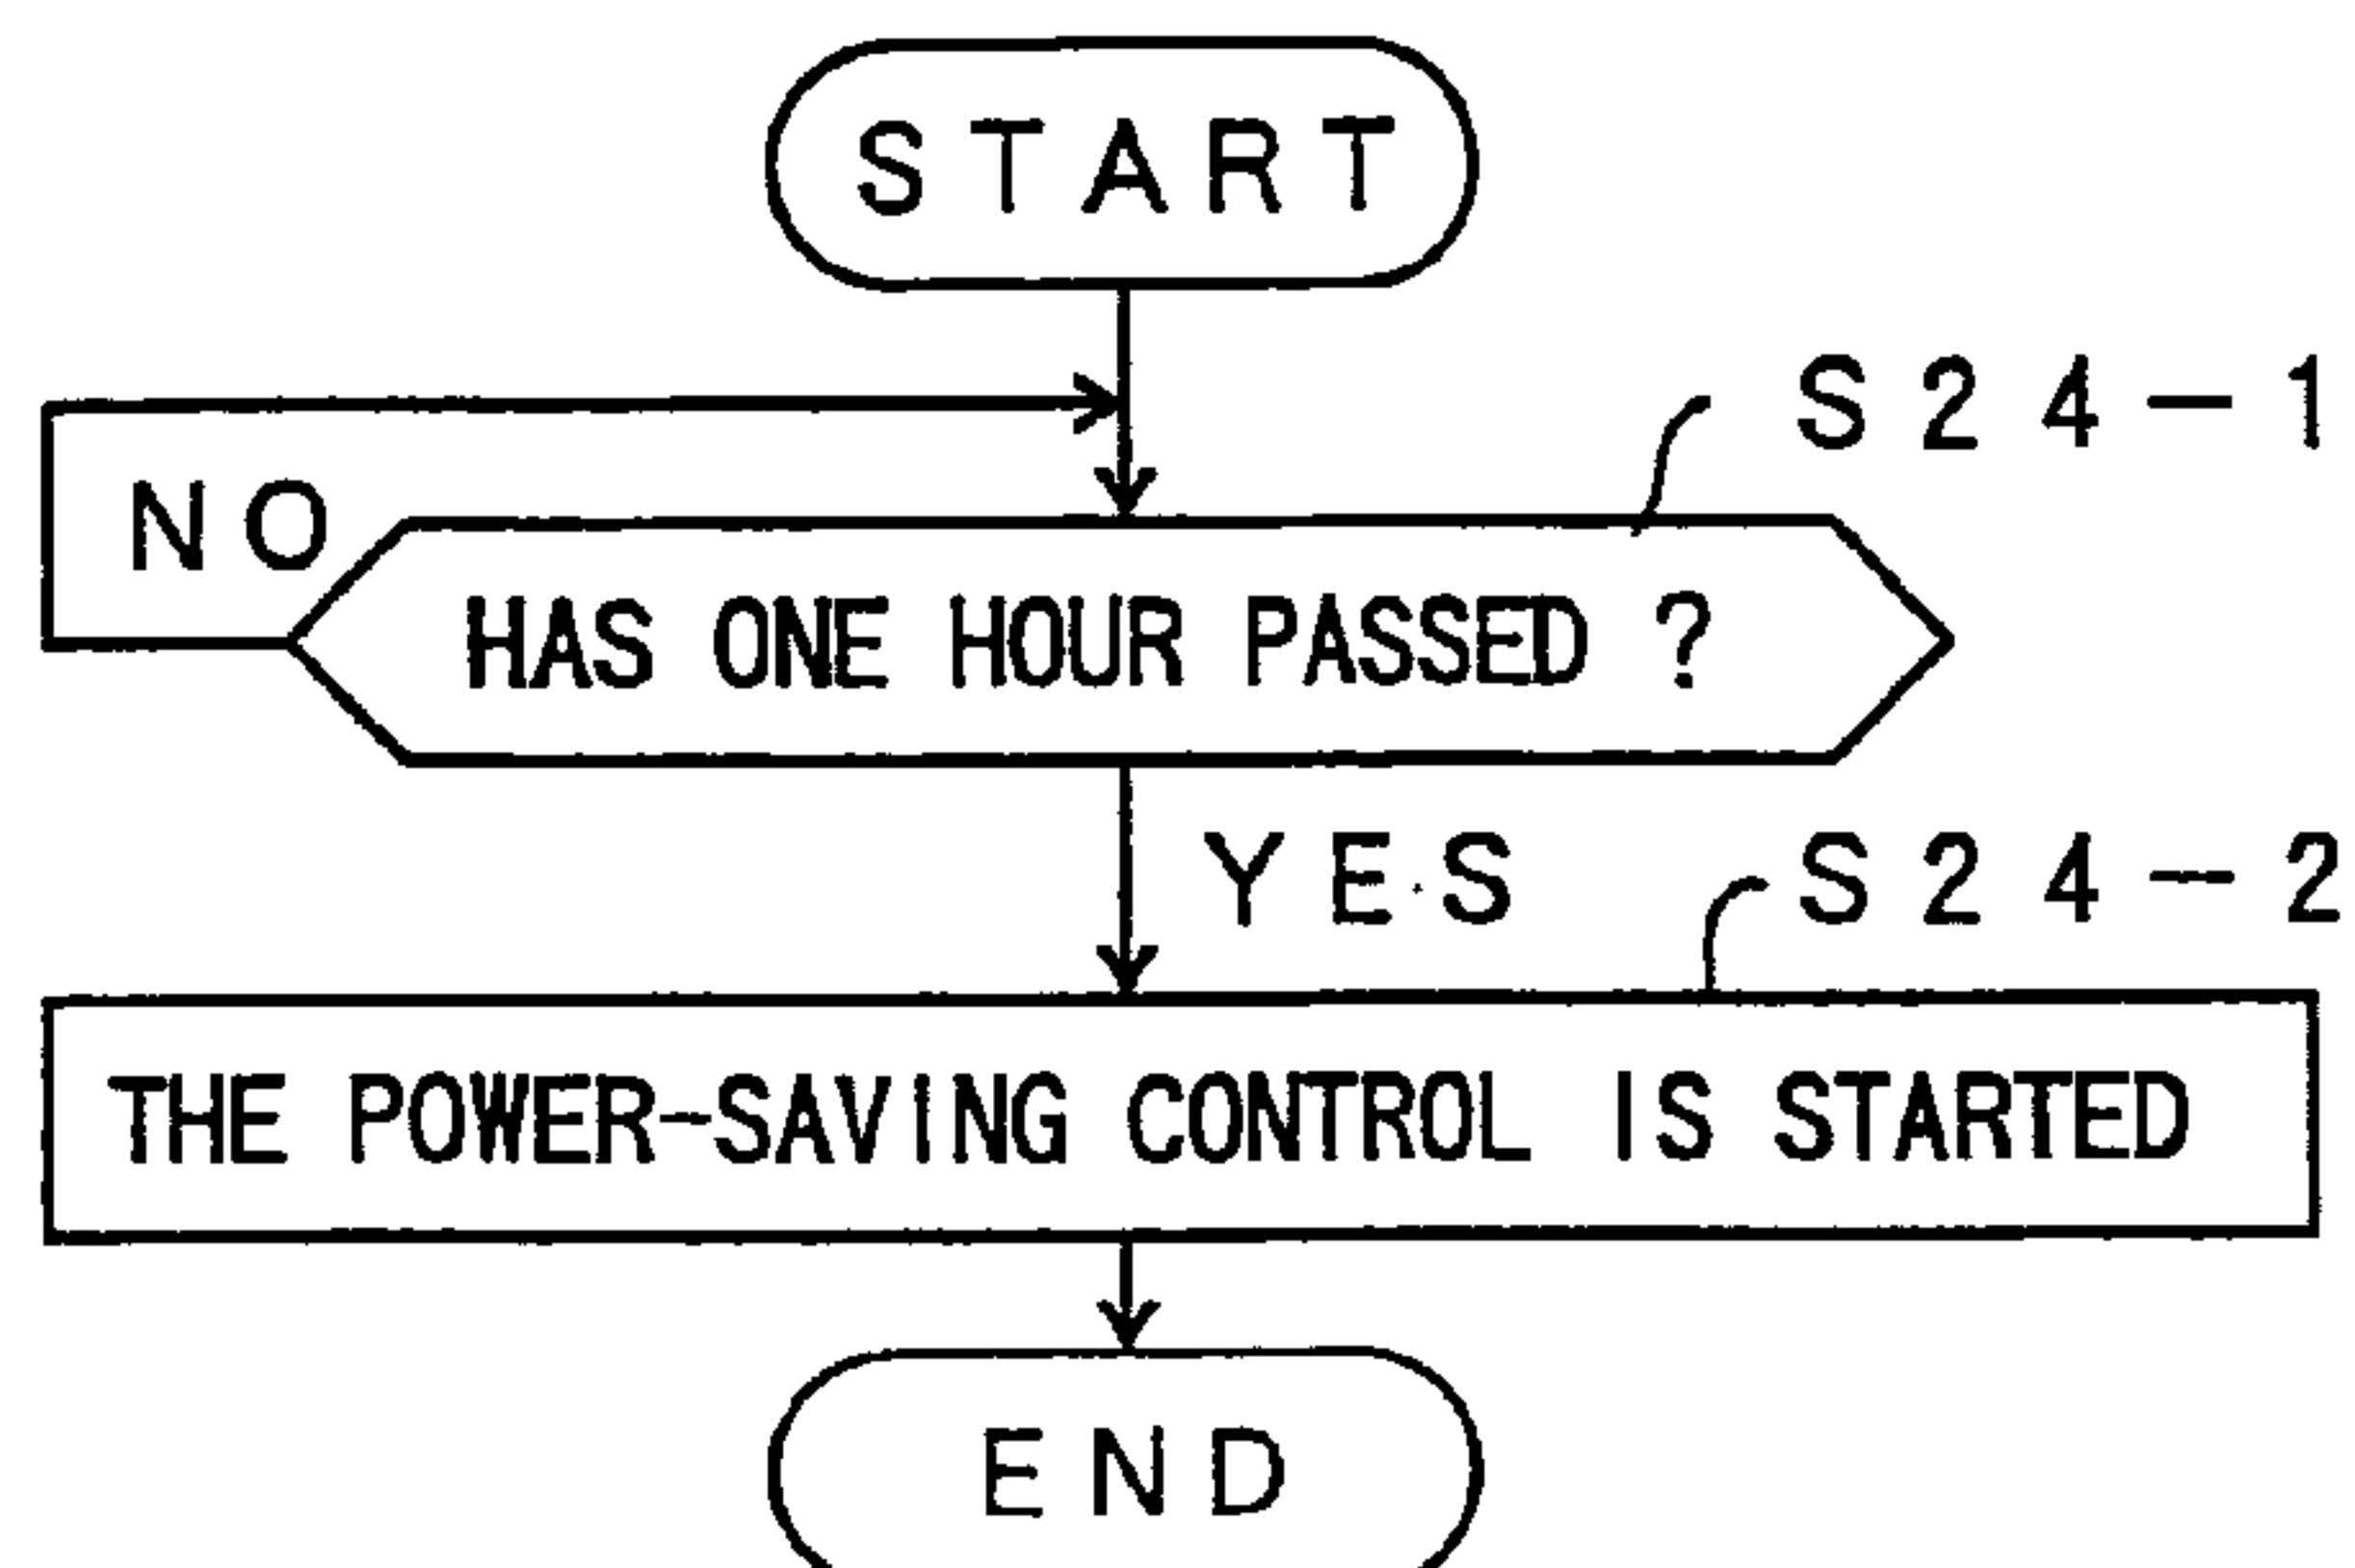 START
S24-1
NO
HAS ONE HOUR PASSED ?
YES
S24-2
THE POWER-SAVING CONTROL IS STARTED
END